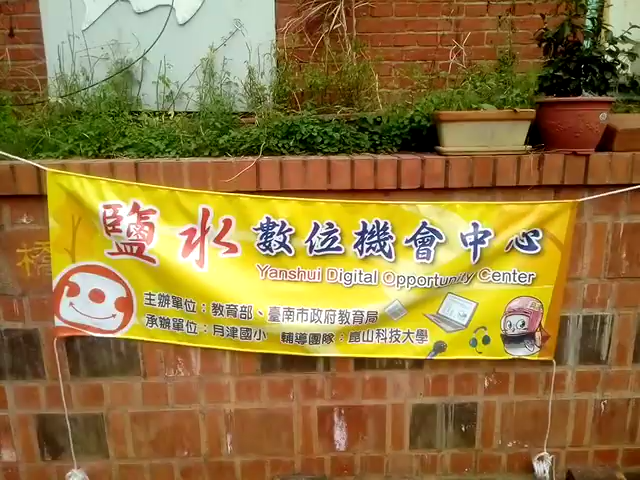 鹽水數位機會中心
Yanshui Digital Opportunity Center
主辦單位：教育部、臺南市政府教育局
承辦單位：月津國小 輔導團隊：崑山科技大學
橋